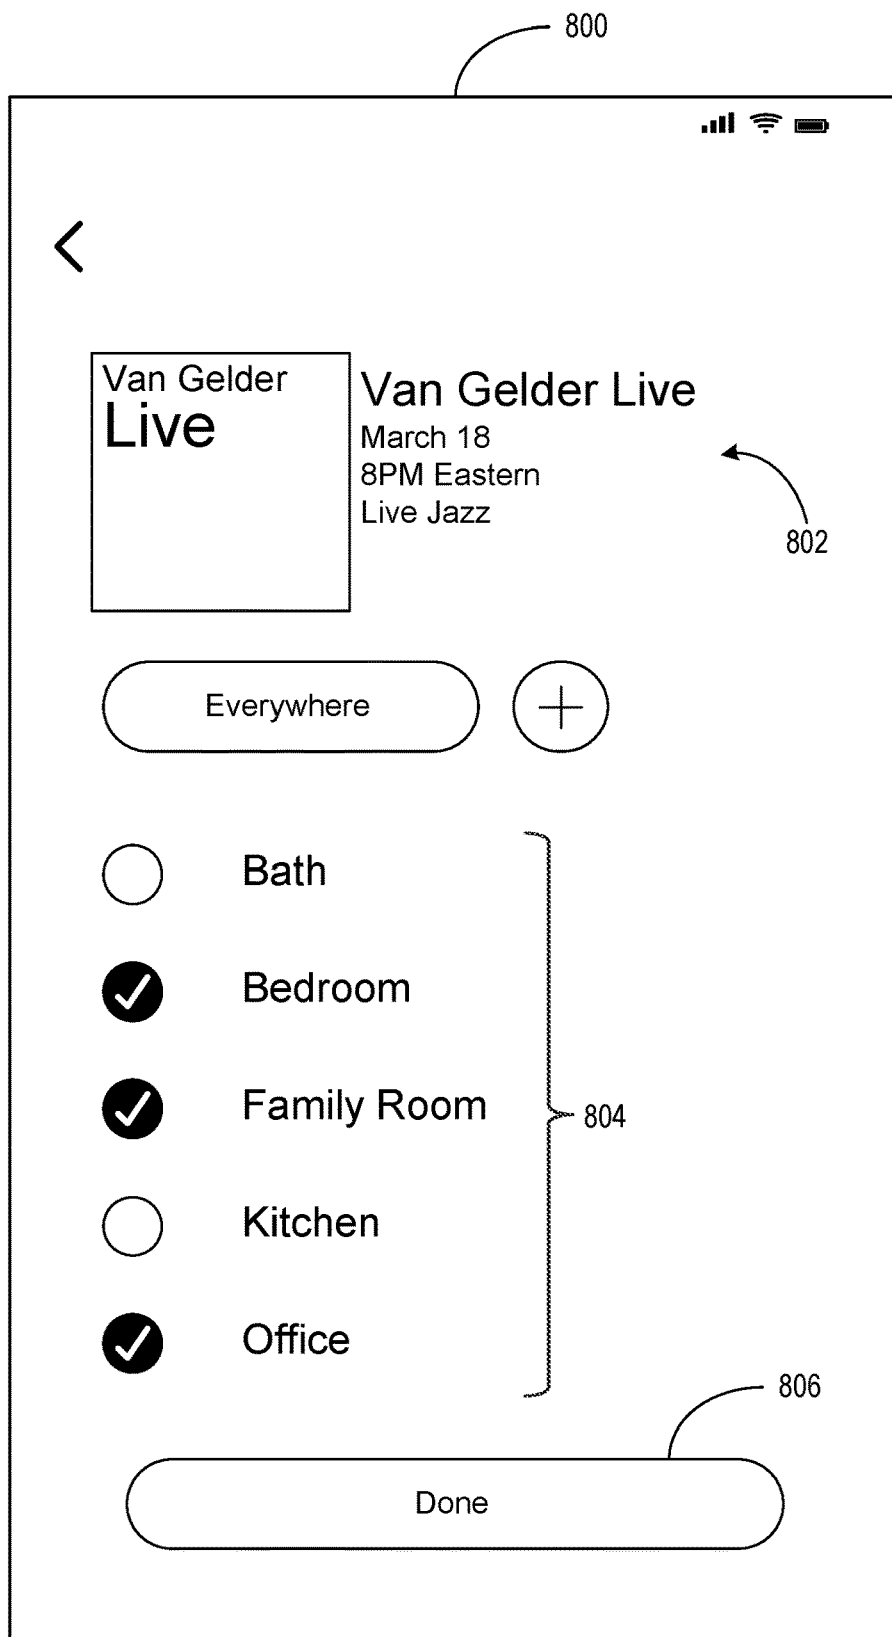 800
Van Gelder
Live
Van Gelder Live
March 18
8PM Eastern
Live Jazz
802
Everywhere
Bath
Bedroom
Family Room
804
Kitchen
Office
806
Done